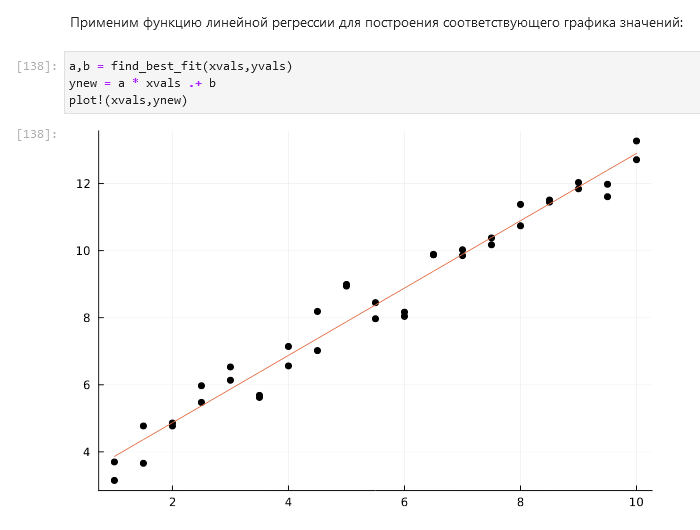 Применим функцию линейной регрессии для построения соответствующего графика значений:
[138]: a,b = find_best_fit(xvals,yvals)
ynew = a * xvals .+ b
plot!(xvals,ynew)
[138]:
12
10
8
6
4
2 4 6 8 10